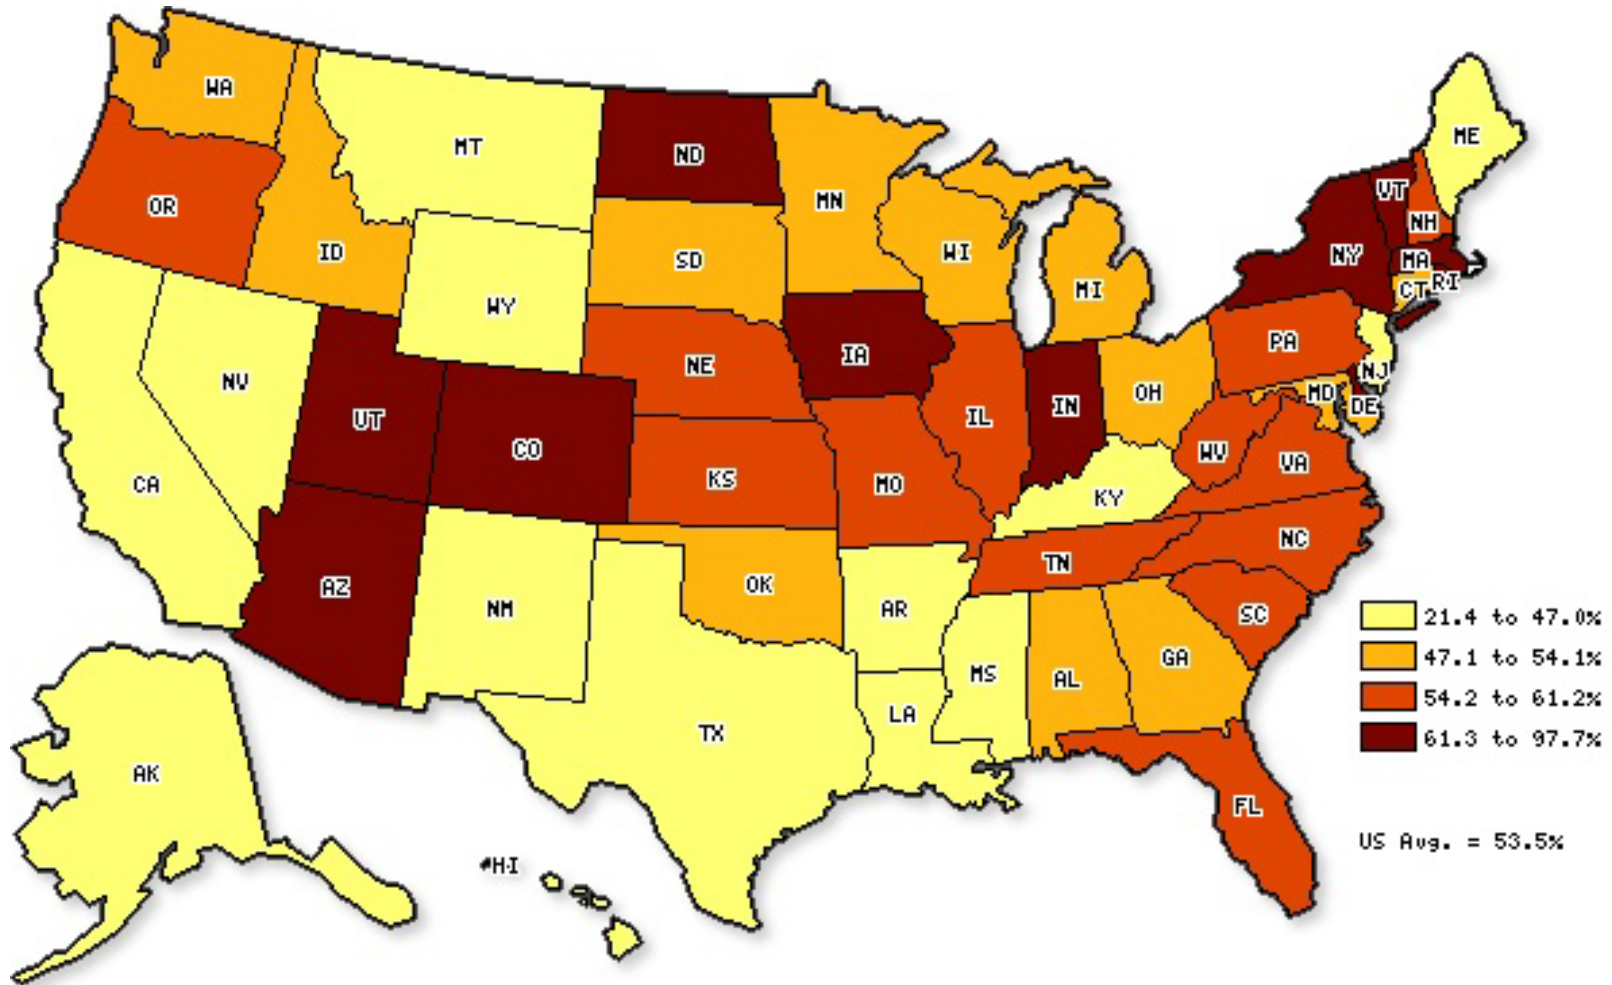 WA
MT
ND
MN
ME
OR
ID
SD
WI
MI
VT
NH
NY
MA
CT
RI
WY
NE
IA
PA
NJ
NV
UT
CO
KS
MO
IL
IN
OH
MD
DE
WV
VA
KY
CA
AZ
NM
OK
AR
TN
NC
SC
MS
AL
GA
TX
LA
FL
AK
HI
21.4 to 47.0%
47.1 to 54.1%
54.2 to 61.2%
61.3 to 97.7%
US Avg. = 53.5%